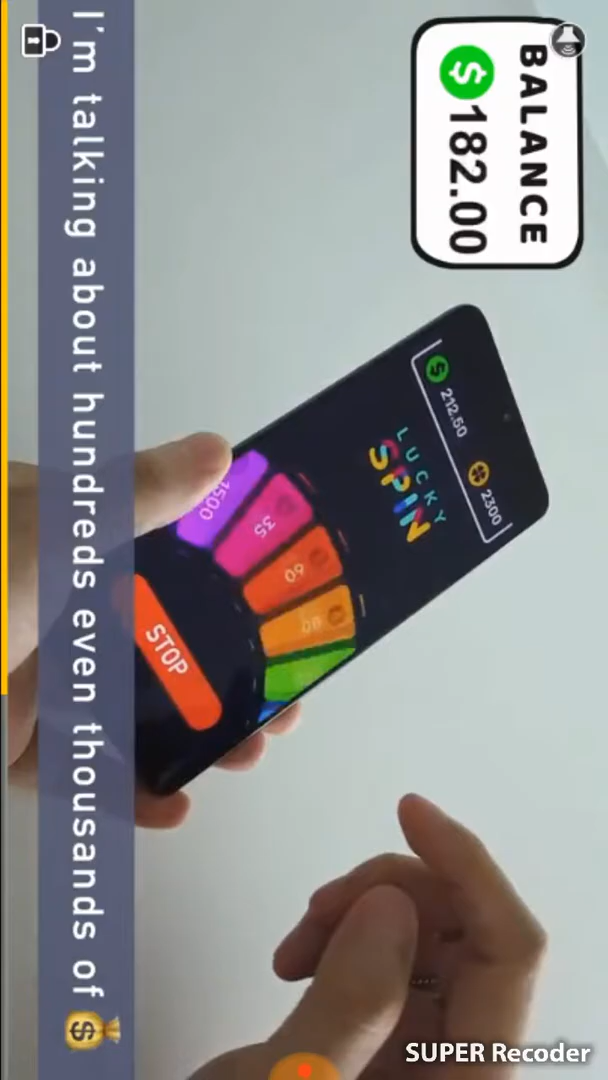 BALANCE
$182.00
I'm talking about hundreds even thousands of
$ 212.50
2300
LUCKY
SPIN
1500
35
60
80
STOP
SUPER Recoder